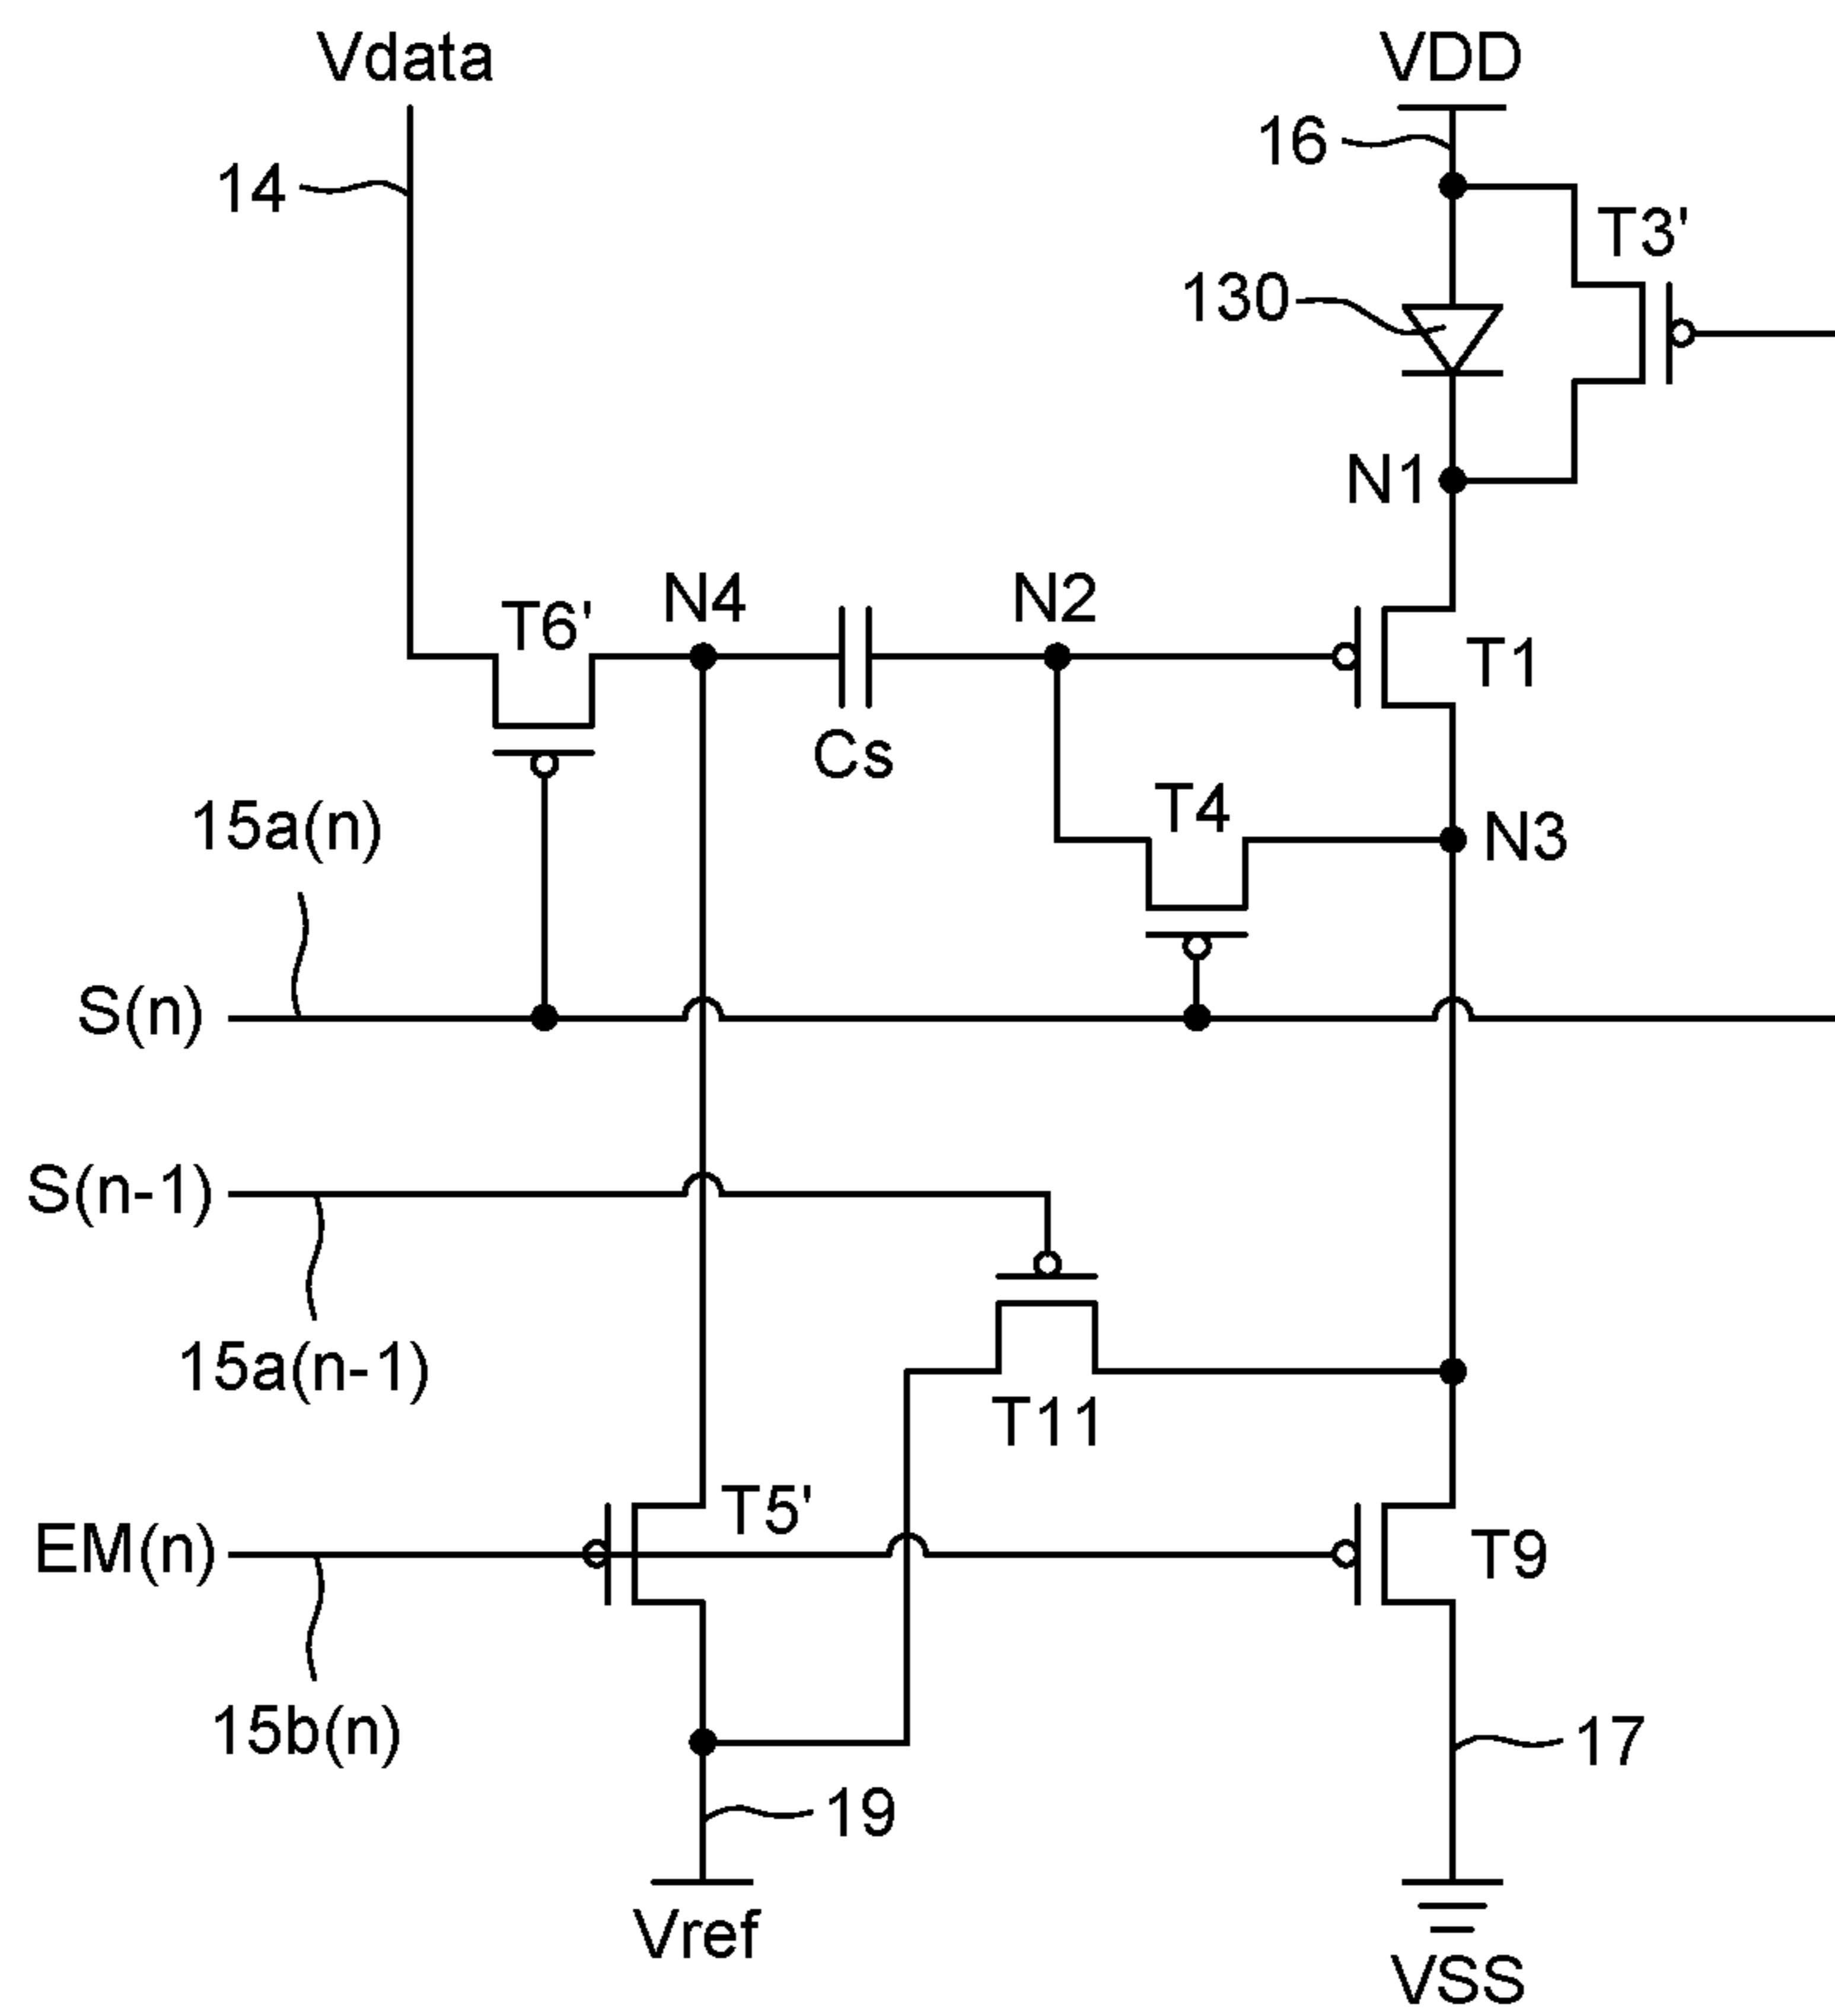 Vdata
VDD
16
14
T3'
130
N1
N4
N2
T6'
T1
Cs
T4
15a(n)
N3
S(n)
S(n-1)
15a(n-1)
T11
T5'
EM(n)
T9
15b(n)
17
19
Vref
VSS